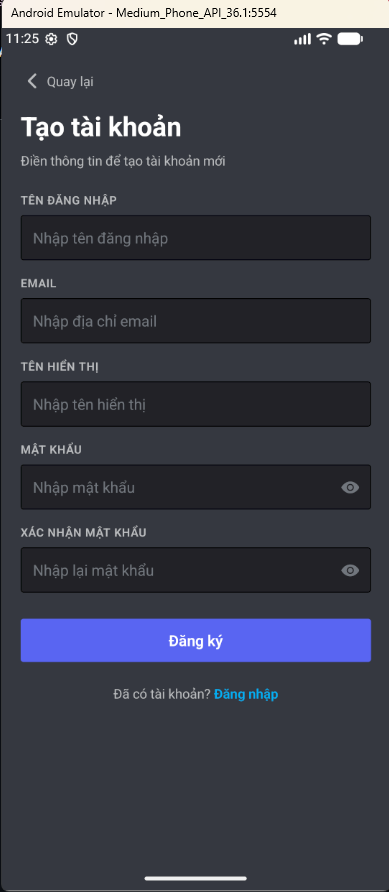 Android Emulator - Medium_Phone_API_36.1:5554
11:25
Quay lại
Tạo tài khoản
Điền thông tin để tạo tài khoản mới
TÊN ĐĂNG NHẬP
Nhập tên đăng nhập
EMAIL
Nhập địa chỉ email
TÊN HIỂN THỊ
Nhập tên hiển thị
MẬT KHẨU
Nhập mật khẩu
XÁC NHẬN MẬT KHẨU
Nhập lại mật khẩu
Đăng ký
Đã có tài khoản? Đăng nhập